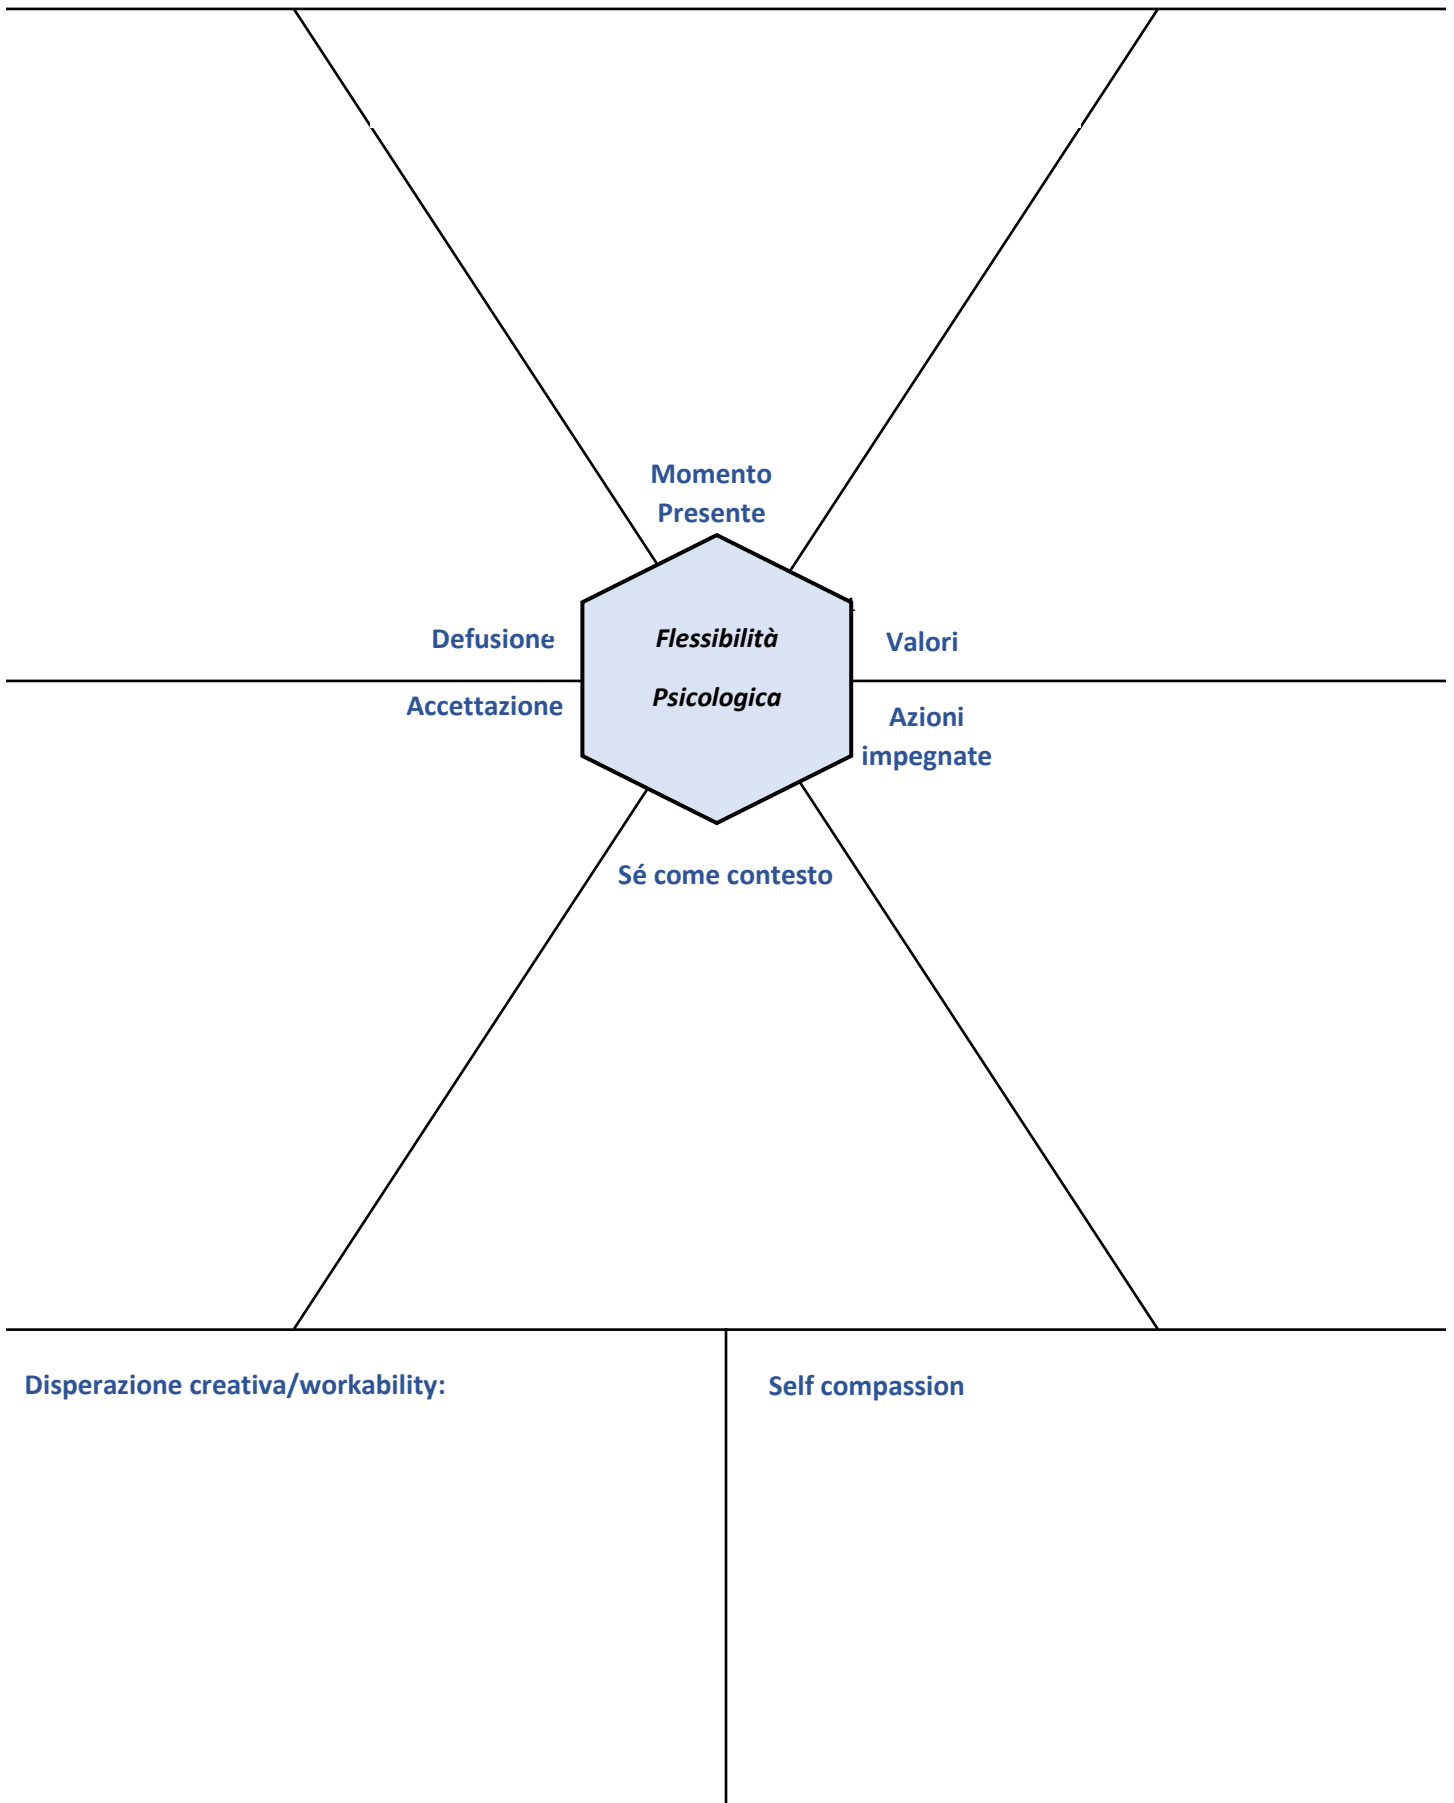 Momento
Presente
Defusione
Flessibilità
Valori
Psicologica
Accettazione
Azioni
impegnate
Sé come contesto
Disperazione creativa/workability:
Self compassion